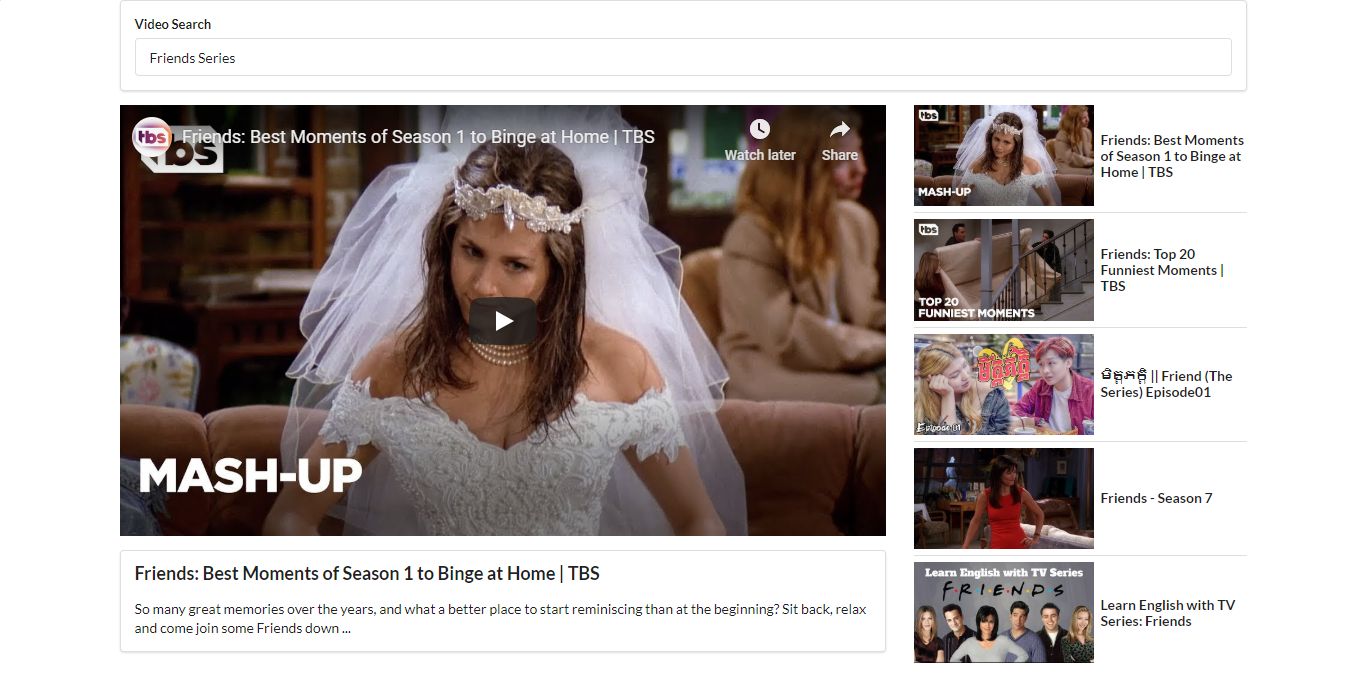 Video Search
Friends Series
tbs
Friends: Best Moments of Season 1 to Binge at Home | TBS
tbs
Watch later
Share
MASH-UP
Friends: Best Moments of Season 1 to Binge at Home | TBS
So many great memories over the years, and what a better place to start reminiscing than at the beginning? Sit back, relax
and come join some Friends down ...
tbs
MASH-UP
Friends: Best Moments
of Season 1 to Binge at
Home | TBS
tbs
TOP 20
FUNNIEST MOMENTS
Friends: Top 20
Funniest Moments |
TBS
មិត្តភក្តិ
Episode:01
មិត្តភក្តិ || Friend (The
Series) Episode01
Friends - Season 7
Learn English with TV Series
F·R·I·E·N·D·S
Learn English with TV
Series: Friends